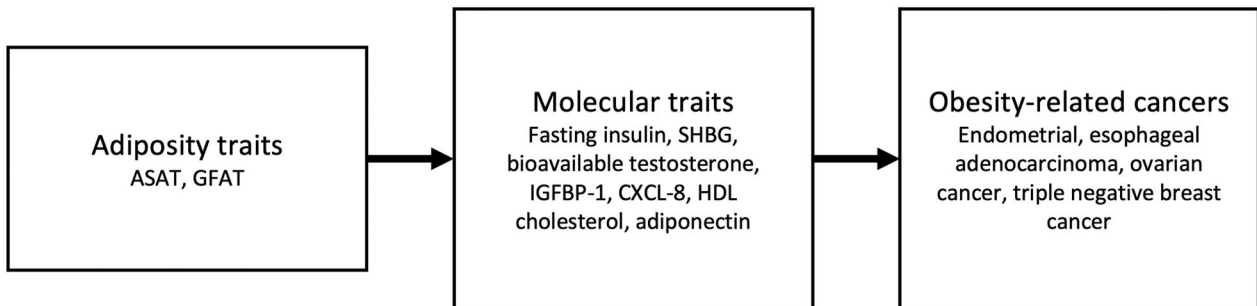 Adiposity traits
ASAT, GFAT
Molecular traits
Fasting insulin, SHBG,
bioavailable testosterone,
IGFBP-1, CXCL-8, HDL
cholesterol, adiponectin
Obesity-related cancers
Endometrial, esophageal
adenocarcinoma, ovarian
cancer, triple negative breast
cancer